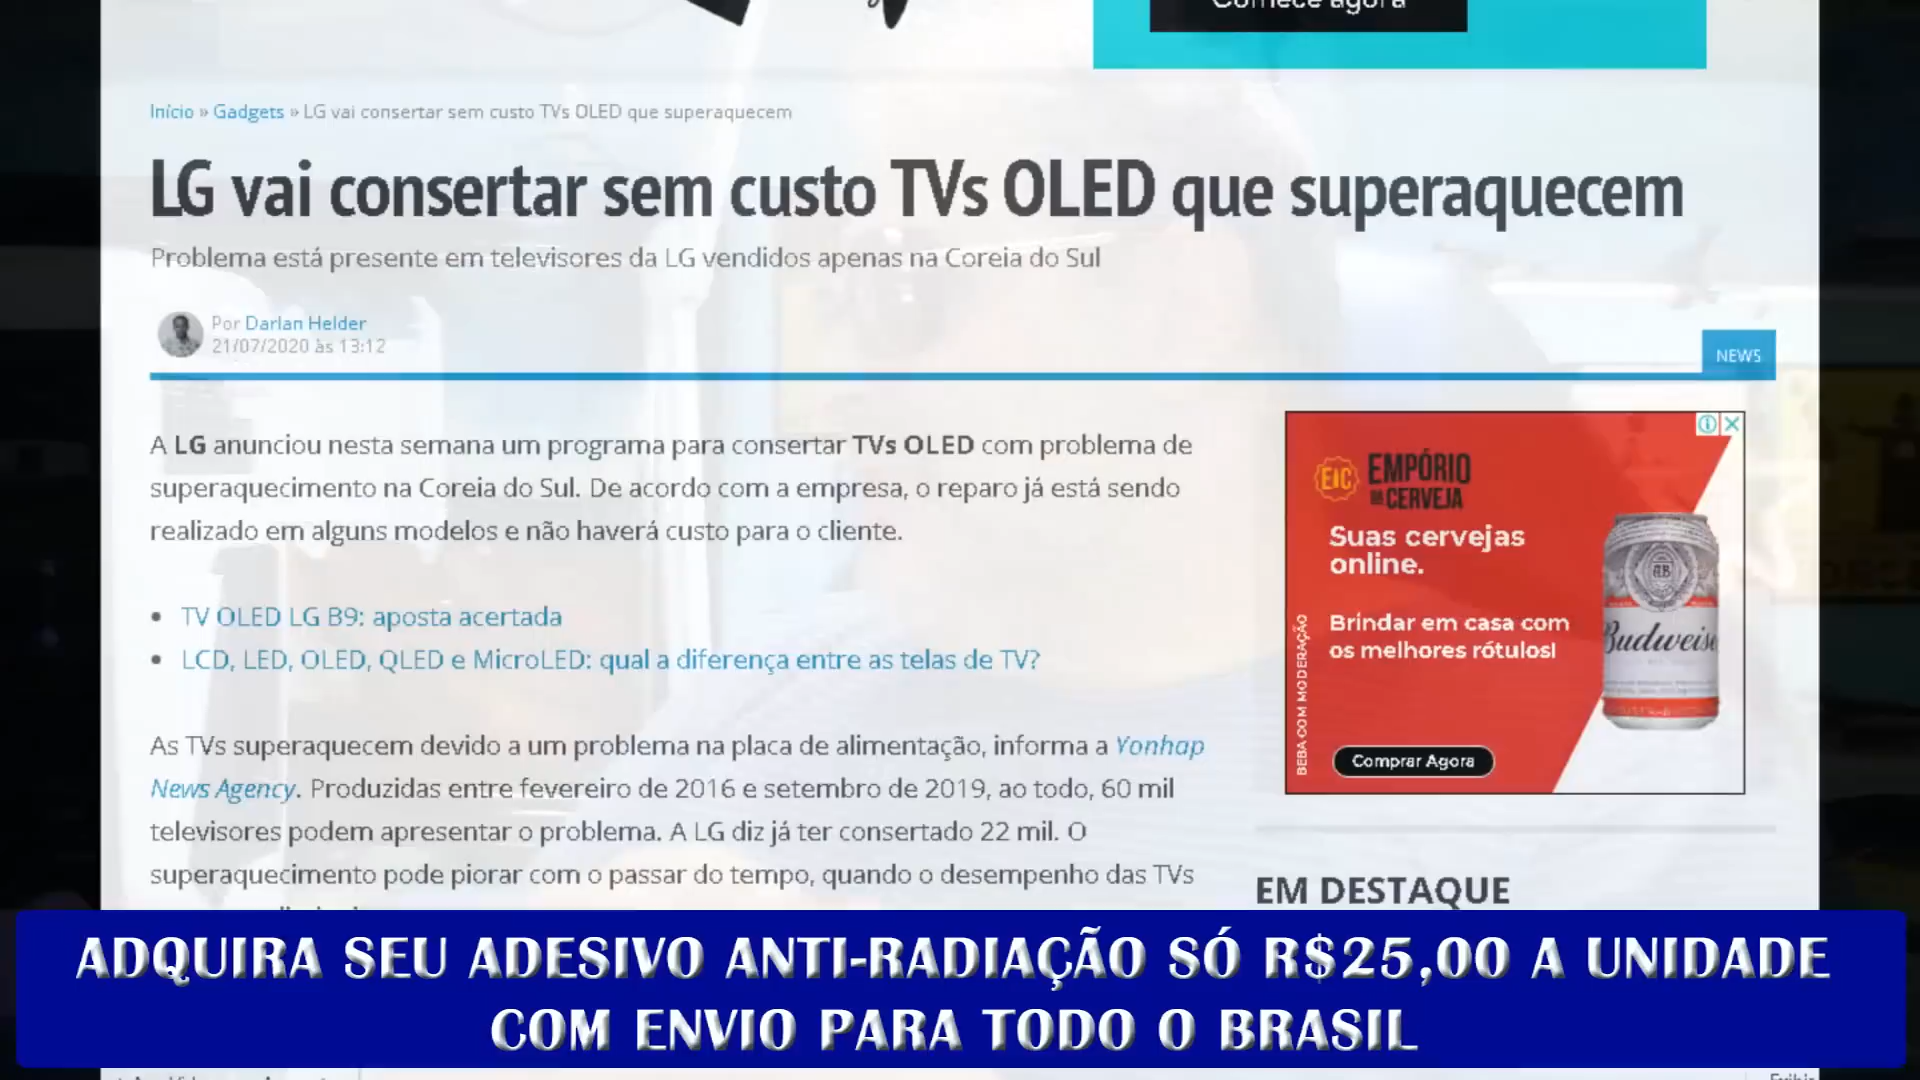 Comece agora
Início » Gadgets » LG vai consertar sem custo TVs OLED que superaquecem
LG vai consertar sem custo TVs OLED que superaquecem
Problema está presente em televisores da LG vendidos apenas na Coreia do Sul
Por Darlan Helder
21/07/2020 às 13:12
NEWS
A LG anunciou nesta semana um programa para consertar TVs OLED com problema de
superaquecimento na Coreia do Sul. De acordo com a empresa, o reparo já está sendo
realizado em alguns modelos e não haverá custo para o cliente.
• TV OLED LG B9: aposta acertada
• LCD, LED, OLED, QLED e MicroLED: qual a diferença entre as telas de TV?
As TVs superaquecem devido a um problema na placa de alimentação, informa a Yonhap
News Agency. Produzidas entre fevereiro de 2016 e setembro de 2019, ao todo, 60 mil
televisores podem apresentar o problema. A LG diz já ter consertado 22 mil. O
superaquecimento pode piorar com o passar do tempo, quando o desempenho das TVs
EIC EMPÓRIO
DA CERVEJA
Suas cervejas
online.
Brindar em casa com
os melhores rótulos!
BEBA COM MODERAÇÃO
AB
Budweise
Comprar Agora
EM DESTAQUE
ADQUIRA SEU ADESIVO ANTI-RADIAÇÃO SÓ R$25,00 A UNIDADE
COM ENVIO PARA TODO O BRASIL